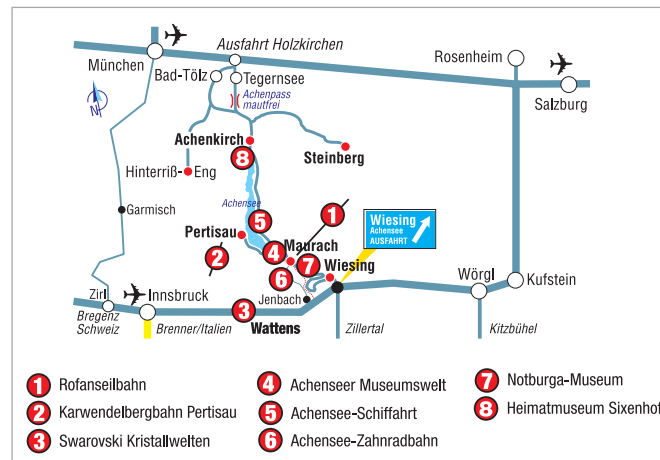 Ausfahrt Holzkirchen
München
Rosenheim
Bad-Tölz
Tegernsee
Achenpass
mautfrei
Salzburg
N
Achenkirch
8
Steinberg
Hinterriß-Eng
Achensee
Garmisch
5
1
Wiesing
Achensee
AUSFAHRT
Pertisau
2
4
Maurach
6
7
Wiesing
Zirl
Innsbruck
Jenbach
Wörgl
Kufstein
Bregenz
Schweiz
Brenner/Italien
3
Wattens
Zillertal
Kitzbühel
1 Rofanseilbahn
2 Karwendelbergbahn Pertisau
3 Swarovski Kristallwelten
4 Achenseer Museumswelt
5 Achensee-Schiffahrt
6 Achensee-Zahnradbahn
7 Notburga-Museum
8 Heimatmuseum Sixenhof